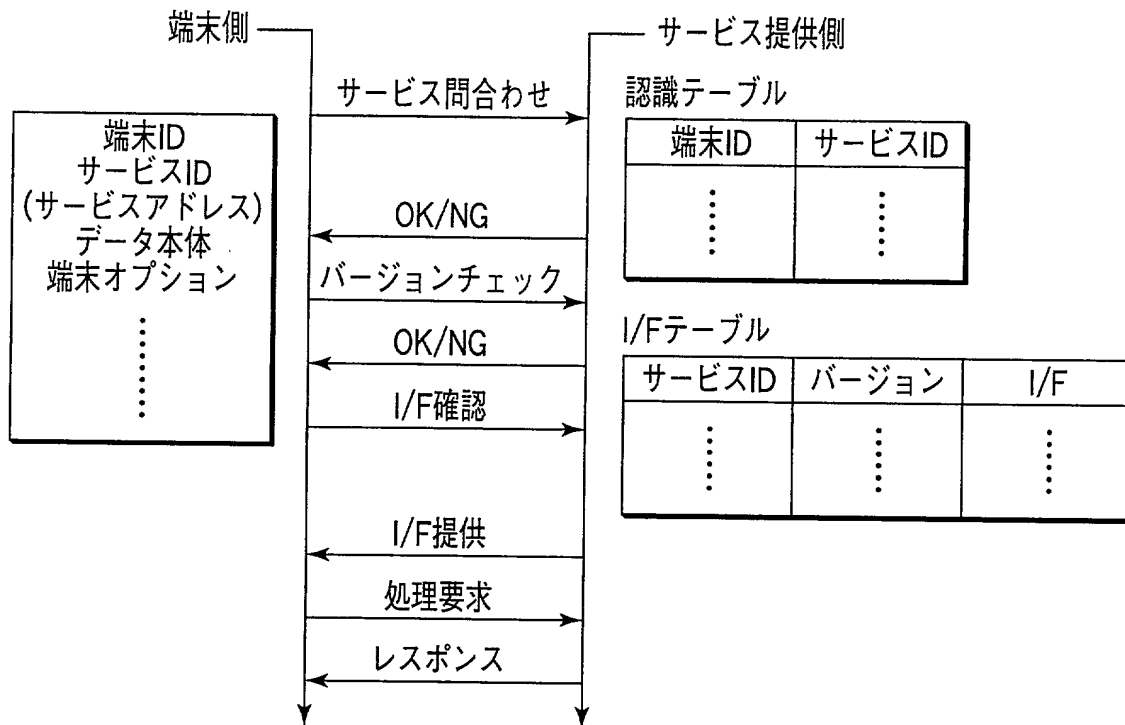 端末側
サービス提供側
サービス問合わせ
認識テーブル
端末ID
サービスID
(サービスアドレス)
データ本体
端末オプション
端末ID サービスID
OK/NG
バージョンチェック
OK/NG
I/Fテーブル
サービスID バージョン I/F
I/F確認
I/F提供
処理要求
レスポンス